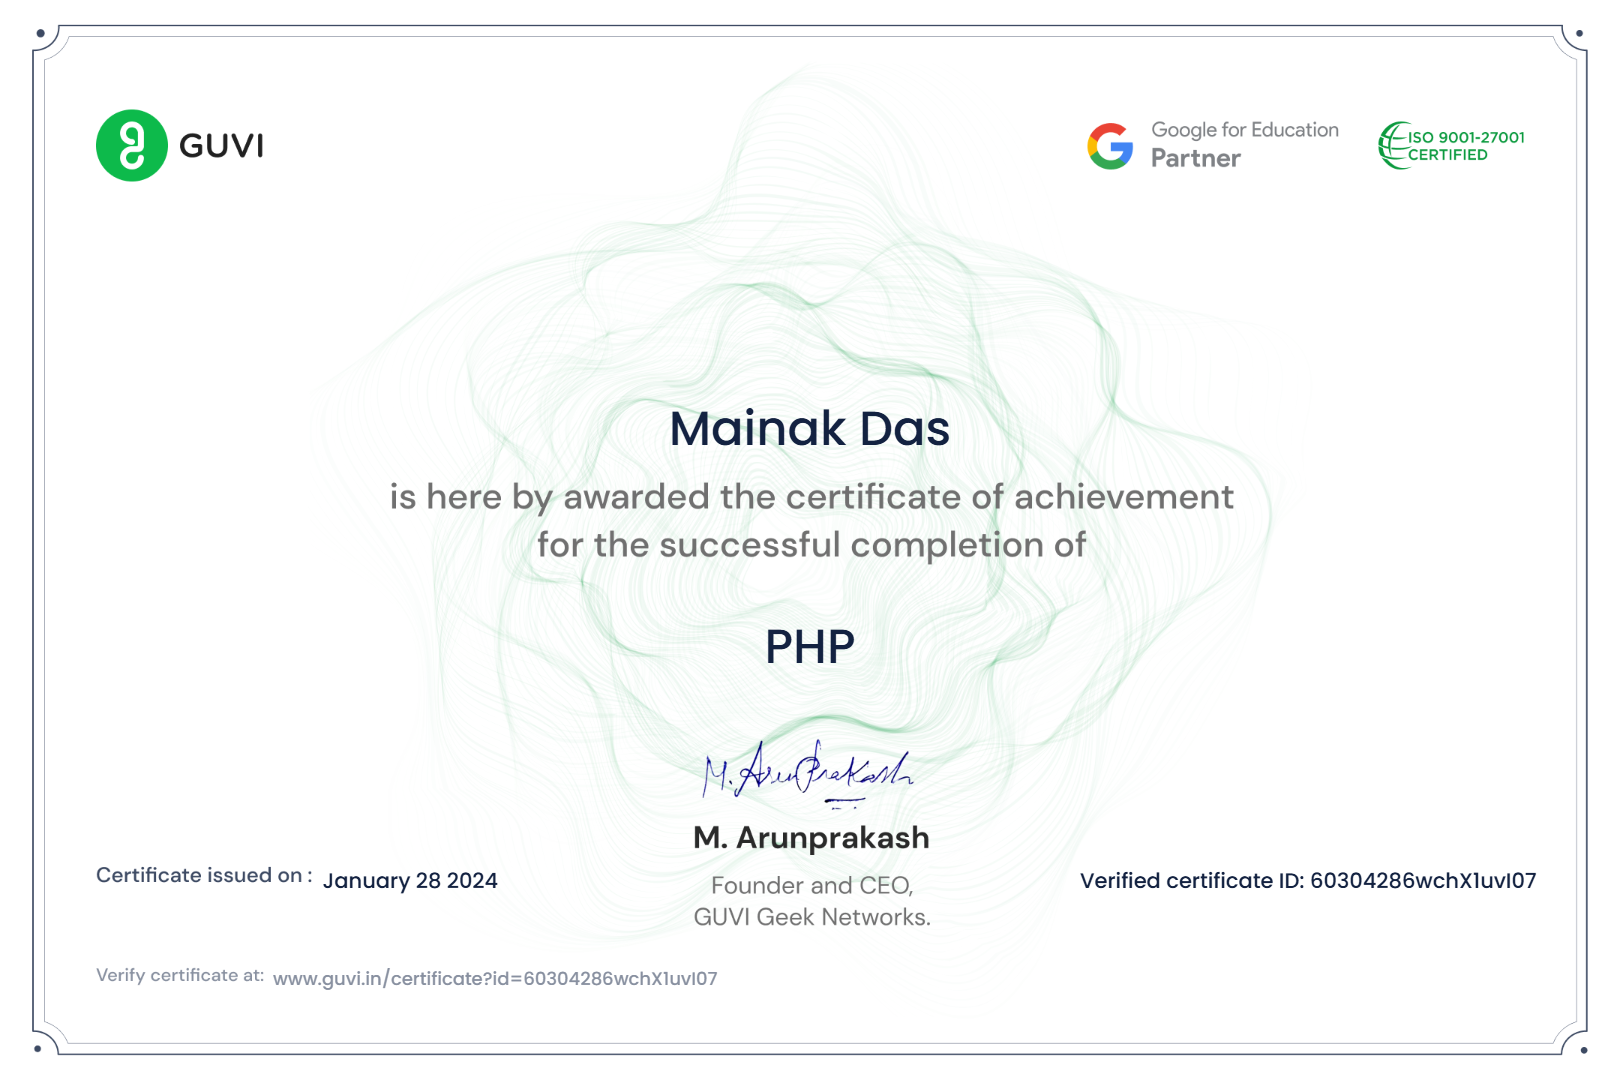 GUVI
Google for Education
Partner
ISO 9001-27001
CERTIFIED
Mainak Das
is here by awarded the certificate of achievement
for the successful completion of
PHP
M. ArunPrakash
M. Arunprakash
Founder and CEO,
GUVI Geek Networks.
Certificate issued on : January 28 2024
Verified certificate ID: 60304286wchX1uvI07
Verify certificate at: www.guvi.in/certificate?id=60304286wchX1uvI07